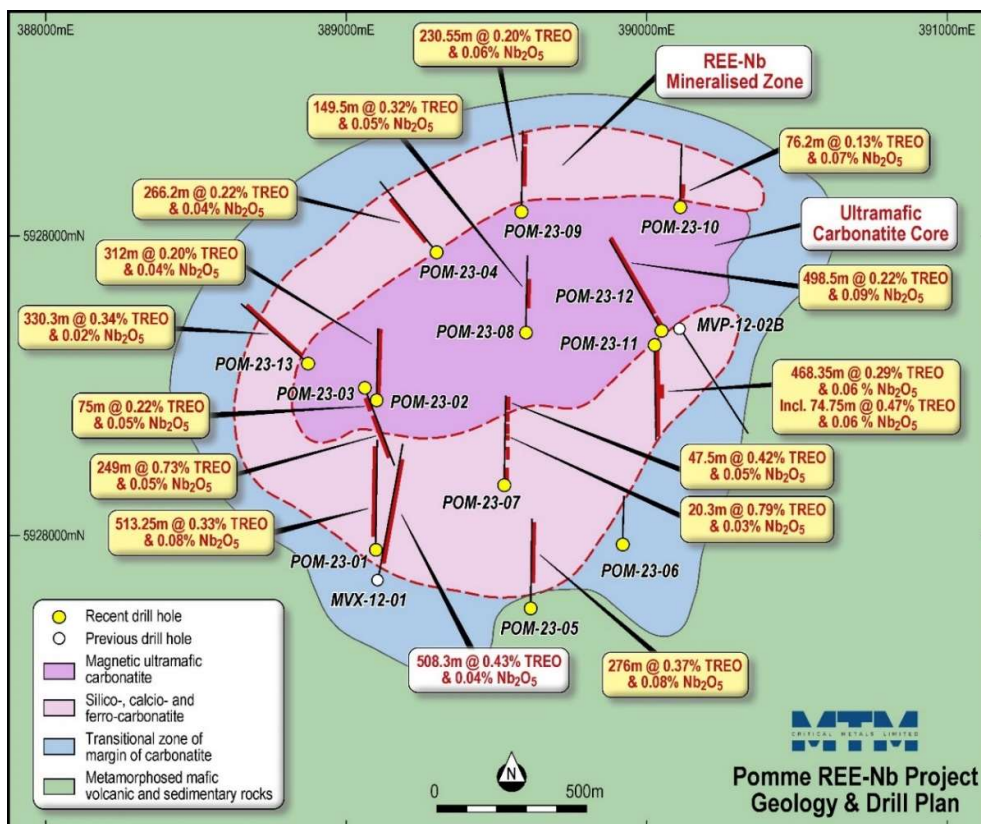 388000mE
389000mE
390000mE
391000mE
230.55m @ 0.20% TREO
& 0.06% Nb₂O₅
REE-Nb
Mineralised Zone
149.5m @ 0.32% TREO
& 0.05% Nb₂O₅
76.2m @ 0.13% TREO
& 0.07% Nb₂O₅
266.2m @ 0.22% TREO
& 0.04% Nb₂O₅
POM-23-09
POM-23-10
Ultramafic
Carbonatite Core
5928000mN
312m @ 0.20% TREO
& 0.04% Nb₂O₅
POM-23-04
498.5m @ 0.22% TREO
& 0.09% Nb₂O₅
POM-23-12
330.3m @ 0.34% TREO
& 0.02% Nb₂O₅
POM-23-08
MVP-12-02B
POM-23-11
POM-23-13
POM-23-03
POM-23-02
468.35m @ 0.29% TREO
& 0.06 % Nb₂O₅
Incl. 74.75m @ 0.47% TREO
& 0.06 % Nb₂O₅
75m @ 0.22% TREO
& 0.05% Nb₂O₅
249m @ 0.73% TREO
& 0.05% Nb₂O₅
47.5m @ 0.42% TREO
& 0.05% Nb₂O₅
POM-23-07
20.3m @ 0.79% TREO
& 0.03% Nb₂O₅
513.25m @ 0.33% TREO
& 0.08% Nb₂O₅
5928000mN
POM-23-01
POM-23-06
MVX-12-01
POM-23-05
508.3m @ 0.43% TREO
& 0.04% Nb₂O₅
276m @ 0.37% TREO
& 0.08% Nb₂O₅
Recent drill hole
Previous drill hole
Magnetic ultramafic
carbonatite
Silico-, calcio- and
ferro-carbonatite
Transitional zone of
margin of carbonatite
Metamorphosed mafic
volcanic and sedimentary rocks
N
0
500m
MTM
CRITICAL METALS LIMITED
Pomme REE-Nb Project
Geology & Drill Plan